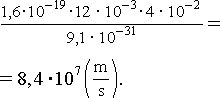 1,6·10⁻¹⁹·12·10⁻³·4·10⁻²
9,1·10⁻³¹ =
= 8,4·10⁷ (m/s).